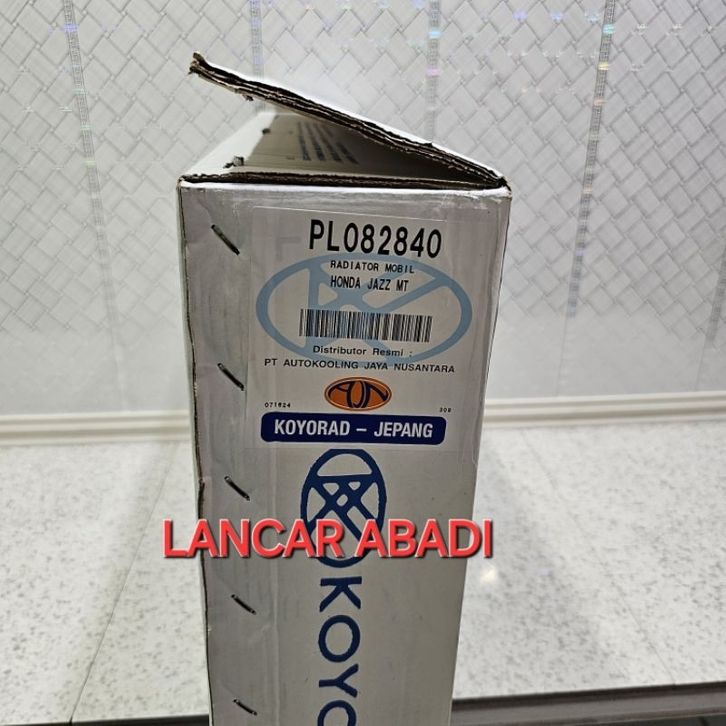 PL082840
RADIATOR MOBIL
HONDA JAZZ MT
Distributor Resmi :
PT AUTOKOOLING JAYA NUSANTARA
AJN
071624 309
KOYORAD - JEPANG
LANCAR ABADI
KOYO